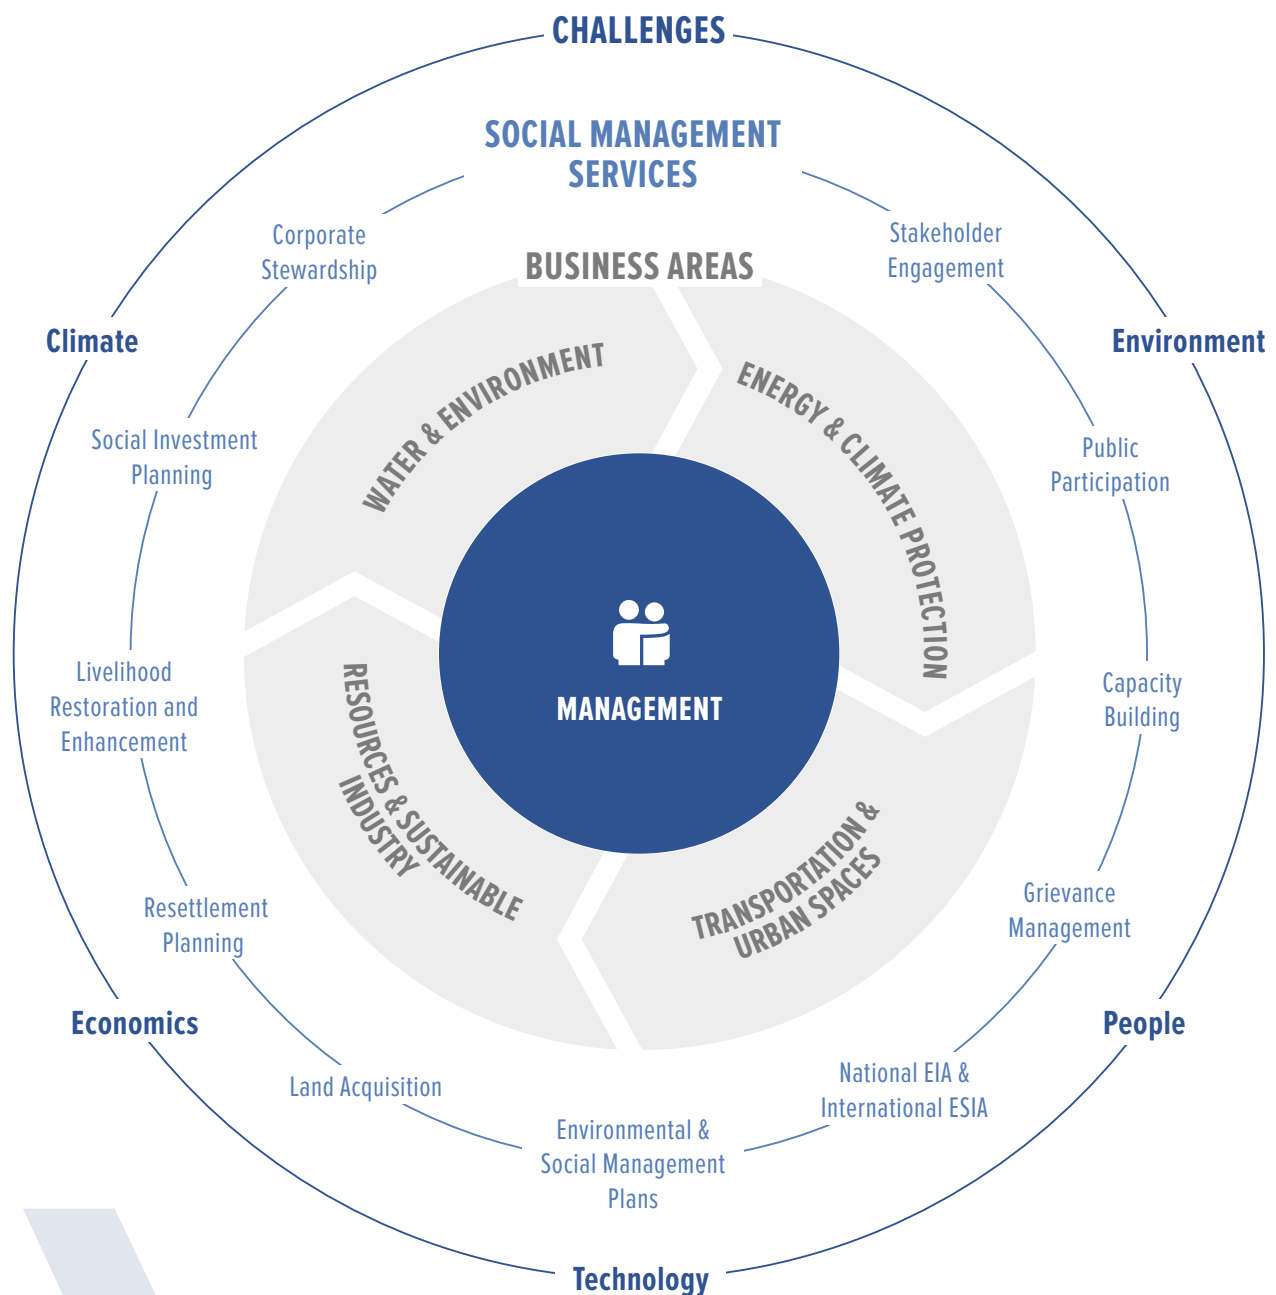 CHALLENGES
SOCIAL MANAGEMENT
SERVICES
Corporate
Stewardship
Stakeholder
Engagement
BUSINESS AREAS
Climate
Environment
WATER & ENVIRONMENT
ENERGY & CLIMATE PROTECTION
Social Investment
Planning
Public
Participation
MANAGEMENT
Livelihood
Restoration and
Enhancement
Capacity
Building
RESOURCES & SUSTAINABLE
INDUSTRY
TRANSPORTATION &
URBAN SPACES
Resettlement
Planning
Grievance
Management
Economics
People
Land Acquisition
National EIA &
International ESIA
Environmental &
Social Management
Plans
Technology